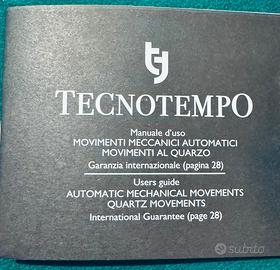 TECNOTEMPO
Manuale d'uso
MOVIMENTI MECCANICI AUTOMATICI
MOVIMENTI AL QUARZO
Garanzia internazionale (pagina 28)
Users guide
AUTOMATIC MECHANICAL MOVEMENTS
QUARTZ MOVEMENTS
International Guarantee (page 28)
subito